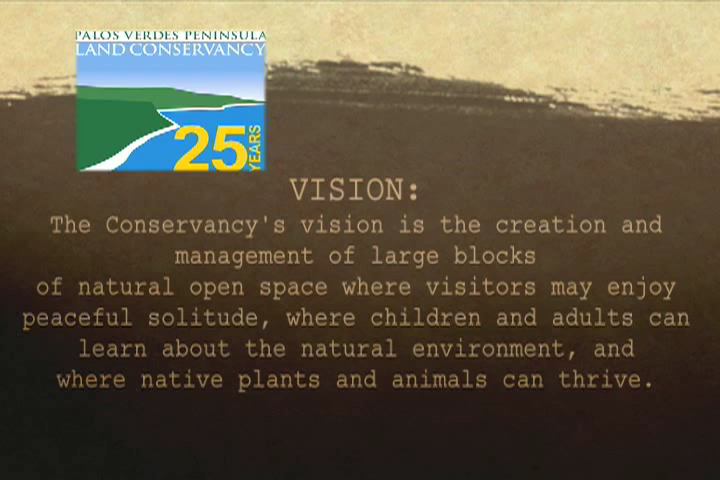 PALOS VERDES PENINSULA
LAND CONSERVANCY
25 YEARS
VISION:
The Conservancy's vision is the creation and
management of large blocks
of natural open space where visitors may enjoy
peaceful solitude, where children and adults can
learn about the natural environment, and
where native plants and animals can thrive.